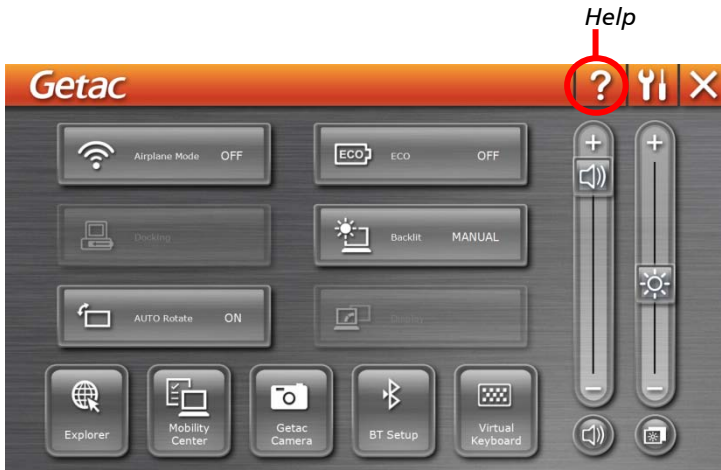 Help
Getac
?
Airplane Mode OFF
ECO ECO OFF
Docking
Backlit MANUAL
AUTO Rotate ON
Explorer
Mobility
Center
Getac
Camera
BT Setup
Virtual
Keyboard